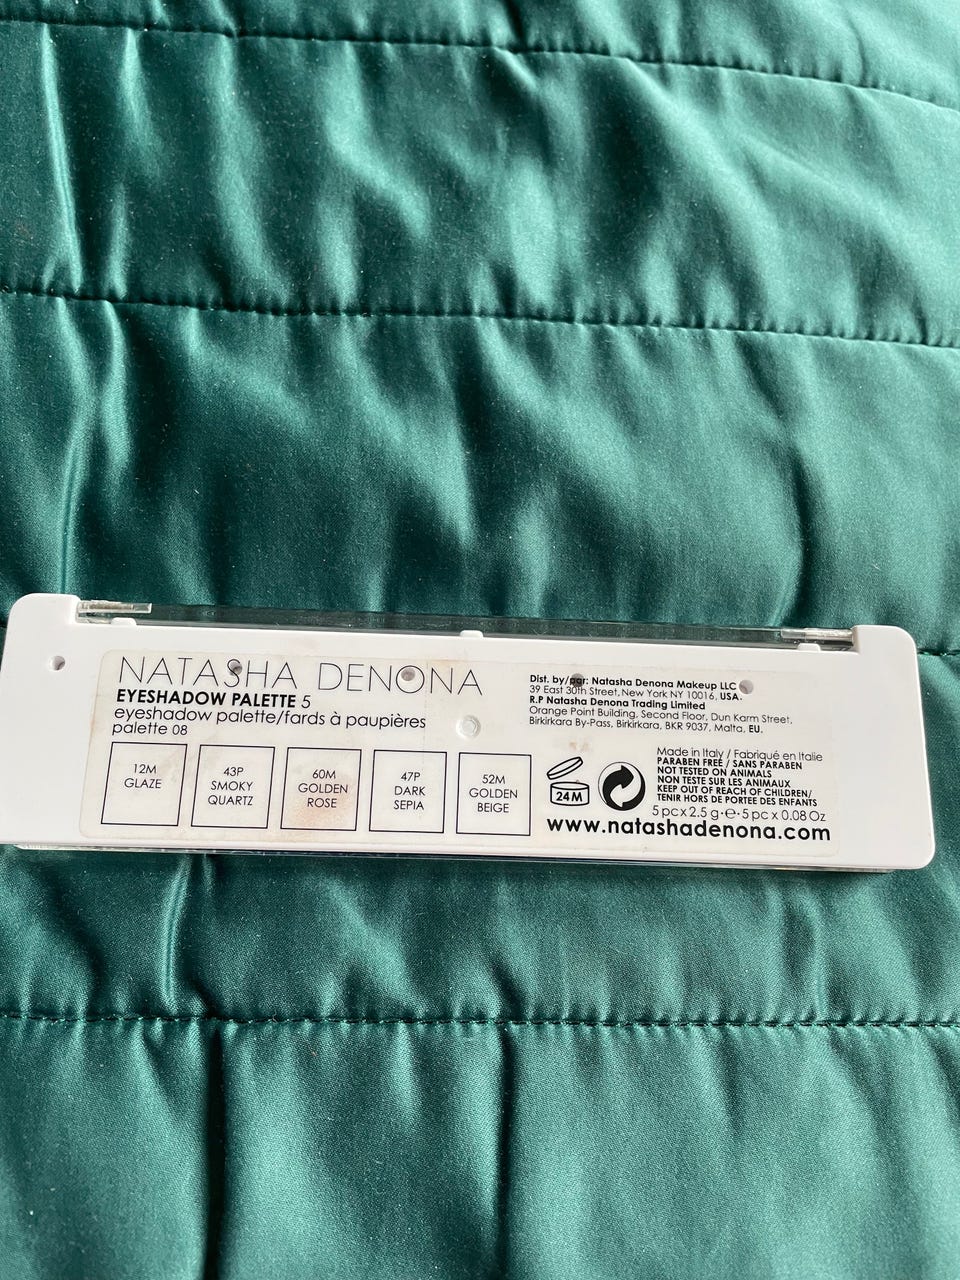 NATASHA DENONA
EYESHADOW PALETTE 5
eyeshadow palette/fards à paupières
palette 08
12M
GLAZE
43P
SMOKY
QUARTZ
60M
GOLDEN
ROSE
47P
DARK
SEPIA
52M
GOLDEN
BEIGE
Dist. by/par: Natasha Denona Makeup LLC
39 East 30th Street, New York NY 10016, USA.
R.P Natasha Denona Trading Limited
Orange Point Building, Second Floor, Dun Karm Street,
Birkirkara By-Pass, Birkirkara, BKR 9037, Malta, EU.
24M
Made in Italy / Fabriqué en Italie
PARABEN FREE / SANS PARABEN
NOT TESTED ON ANIMALS
NON TESTE SUR LES ANIMAUX
KEEP OUT OF REACH OF CHILDREN/
TENIR HORS DE PORTEE DES ENFANTS
5 pc x 2.5 g · e · 5 pc x 0.08 Oz
www.natashadenona.com